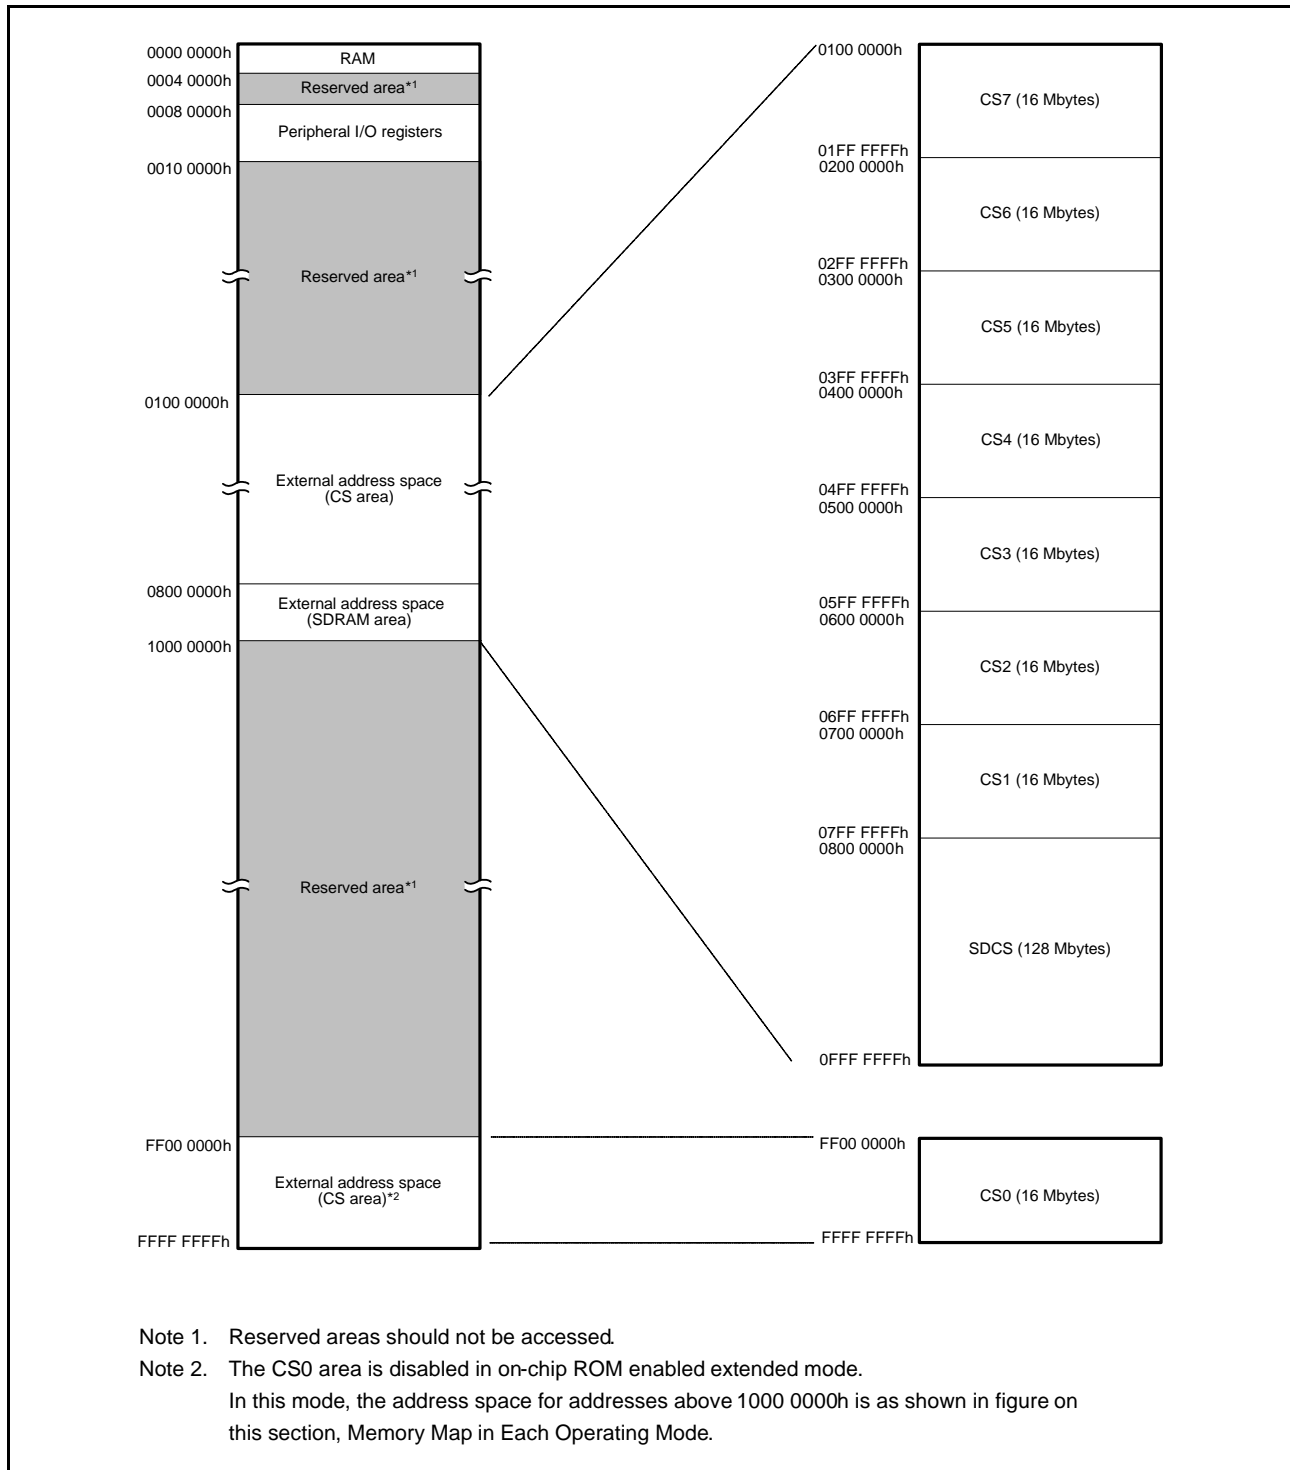 0000 0000h
RAM
0004 0000h
Reserved area*1
0008 0000h
Peripheral I/O registers
0010 0000h
Reserved area*1
0100 0000h
External address space
(CS area)
0800 0000h
External address space
(SDRAM area)
1000 0000h
Reserved area*1
FF00 0000h
External address space
(CS area)*2
FFFF FFFFh
0100 0000h
CS7 (16 Mbytes)
01FF FFFFh
0200 0000h
CS6 (16 Mbytes)
02FF FFFFh
0300 0000h
CS5 (16 Mbytes)
03FF FFFFh
0400 0000h
CS4 (16 Mbytes)
04FF FFFFh
0500 0000h
CS3 (16 Mbytes)
05FF FFFFh
0600 0000h
CS2 (16 Mbytes)
06FF FFFFh
0700 0000h
CS1 (16 Mbytes)
07FF FFFFh
0800 0000h
SDCS (128 Mbytes)
0FFF FFFFh
FF00 0000h
CS0 (16 Mbytes)
FFFF FFFFh
Note 1. Reserved areas should not be accessed.
Note 2. The CS0 area is disabled in on-chip ROM enabled extended mode.
In this mode, the address space for addresses above 1000 0000h is as shown in figure on
this section, Memory Map in Each Operating Mode.